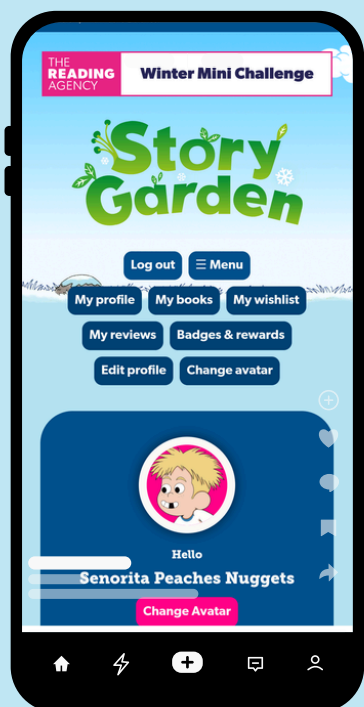 THE
READING
AGENCY
Winter Mini Challenge
Story
Garden
Log out
☰ Menu
My profile
My books
My wishlist
My reviews
Badges & rewards
Edit profile
Change avatar
Hello
Senorita Peaches Nuggets
Change Avatar